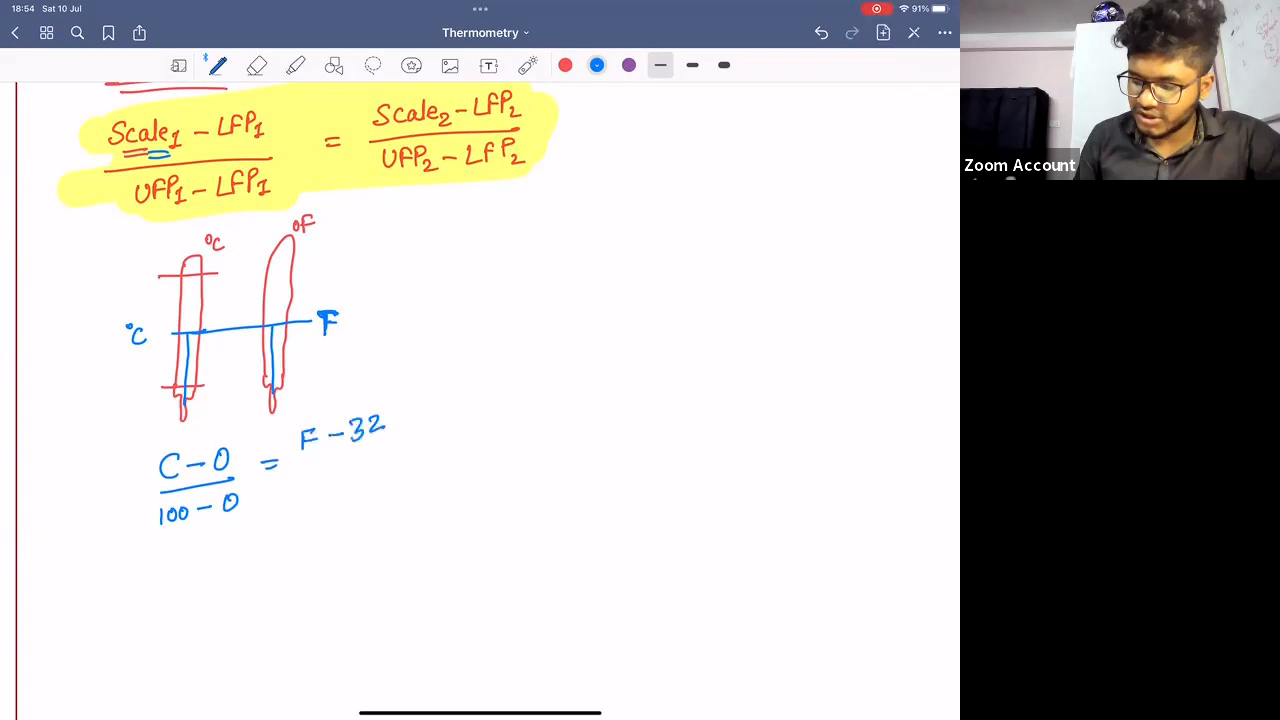 18:54 Sat 10 Jul
91%
Thermometry
Scale₁ - LFP₁ = Scale₂ - LFP₂
UFP₁ - LFP₁ UFP₂ - LFP₂
°C °F
°C F
C - 0 = F - 32
100 - 0
Zoom Account